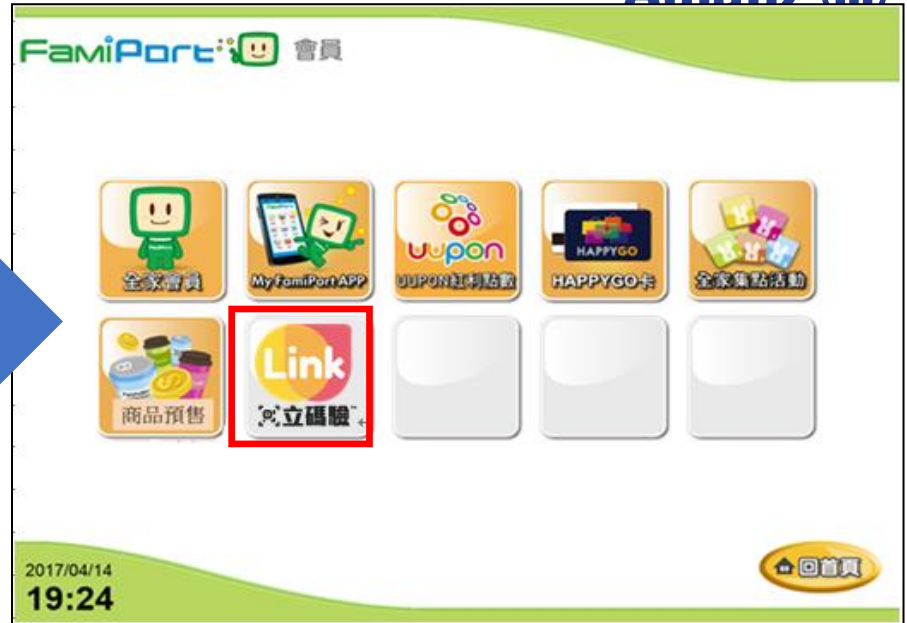 FamiPort 會員
全家會員
My FamiPort APP
uupon
UUPON紅利點數
HAPPYGO
HAPPYGO卡
全家集點活動
商品預售
Link
立碼驗
2017/04/14
19:24
回首頁